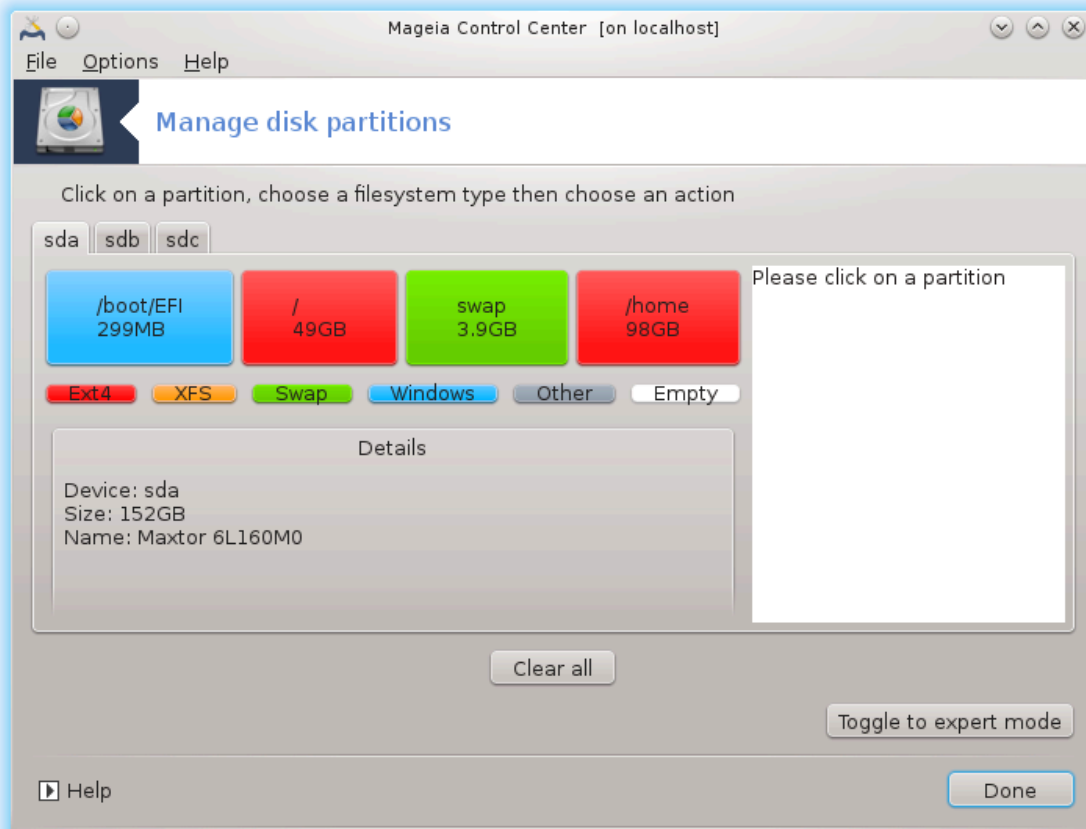 Mageia Control Center [on localhost]
File Options Help
Manage disk partitions
Click on a partition, choose a filesystem type then choose an action
sda sdb sdc
/boot/EFI
299MB
/
49GB
swap
3.9GB
/home
98GB
Please click on a partition
Ext4 XFS Swap Windows Other Empty
Details
Device: sda
Size: 152GB
Name: Maxtor 6L160M0
Clear all
Toggle to expert mode
Help
Done